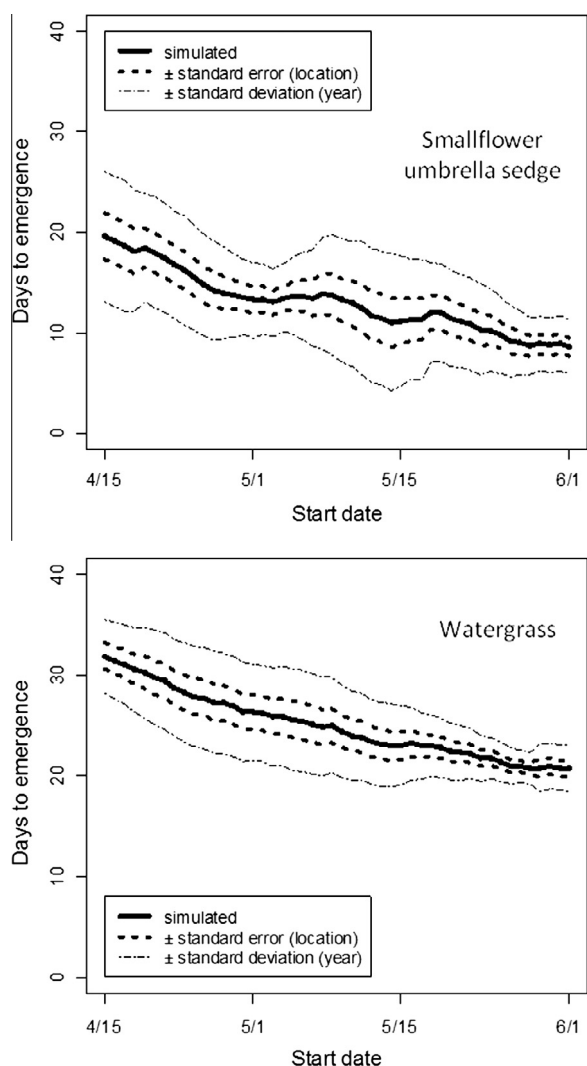 40
30
20
10
0
Days to emergence
simulated
± standard error (location)
± standard deviation (year)
Smallflower
umbrella sedge
4/15
5/1
5/15
6/1
Start date
40
30
20
10
0
Days to emergence
Watergrass
simulated
± standard error (location)
± standard deviation (year)
4/15
5/1
5/15
6/1
Start date